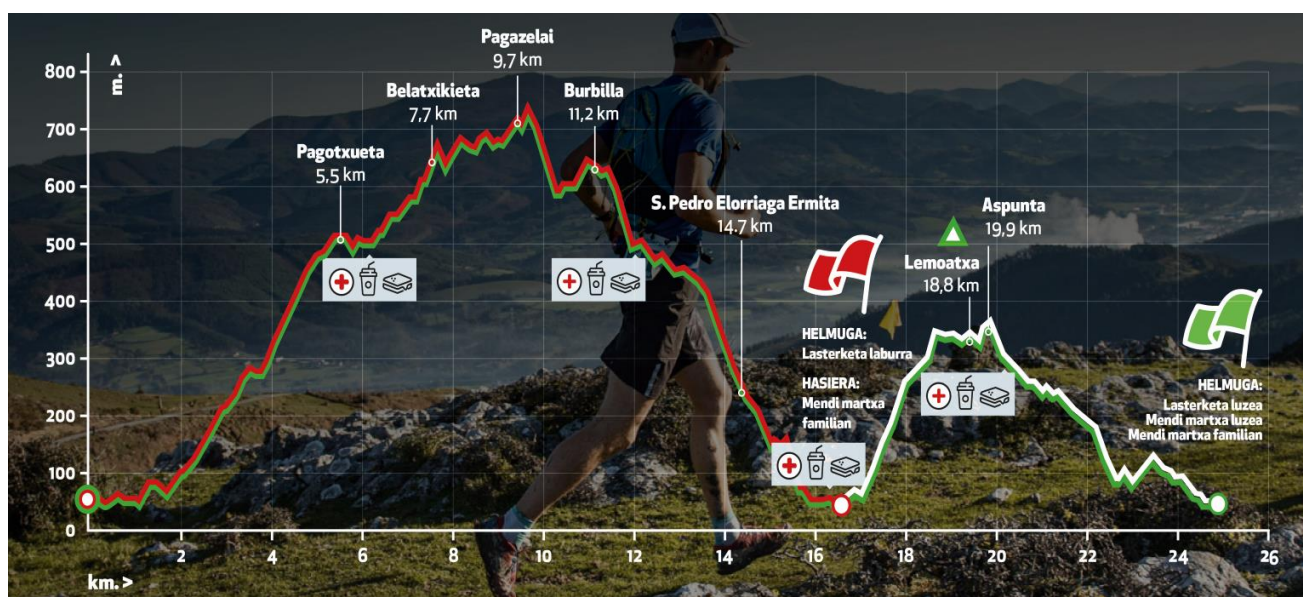 m. >
800
700
600
500
400
300
200
100
0
Pagotxueta
5,5 km
Belatxikieta
7,7 km
Pagazelai
9,7 km
Burbilla
11,2 km
S. Pedro Elorriaga Ermita
14.7 km
HELMUGA:
Lasterketa laburra
HASIERA:
Mendi martxa
familian
Lemoatxa
18,8 km
Aspunta
19,9 km
HELMUGA:
Lasterketa luzea
Mendi martxa luzea
Mendi martxa familian
2 4 6 8 10 12 14 16 18 20 22 24 26
km. >